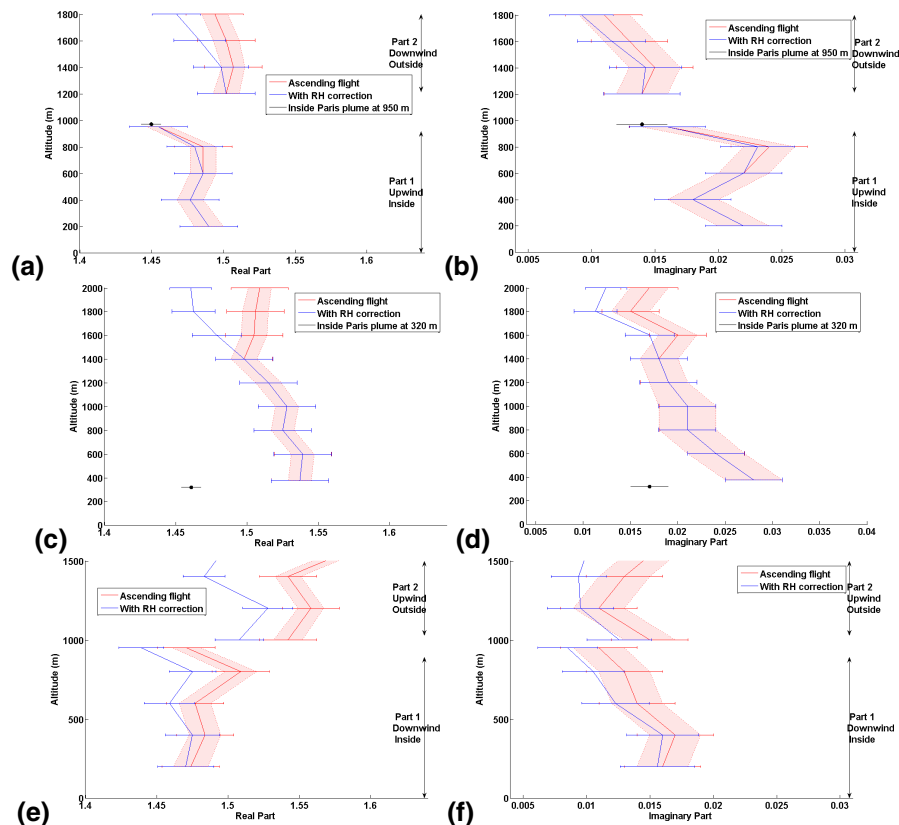 1800
1600
1400
1200
1000
800
600
400
200
0
Altitude (m)
1.4
1.45
1.5
1.55
1.6
Real Part
Ascending flight
With RH correction
Inside Paris plume at 950 m
Part 2
Downwind
Outside
Part 1
Upwind
Inside
(a)
1800
1600
1400
1200
1000
800
600
400
200
0
Altitude (m)
0.005
0.01
0.015
0.02
0.025
0.03
Imaginary Part
Ascending flight
With RH correction
Inside Paris plume at 950 m
Part 2
Downwind
Outside
Part 1
Upwind
Inside
(b)
2000
1800
1600
1400
1200
1000
800
600
400
200
0
Altitude (m)
1.4
1.45
1.5
1.55
1.6
Real Part
Ascending flight
With RH correction
Inside Paris plume at 320 m
(c)
2000
1800
1600
1400
1200
1000
800
600
400
200
0
Altitude (m)
0.005
0.01
0.015
0.02
0.025
0.03
0.035
0.04
Imaginary Part
Ascending flight
With RH correction
Inside Paris plume at 320 m
(d)
1500
1000
500
0
Altitude (m)
1.4
1.45
1.5
1.55
1.6
Real Part
Ascending flight
With RH correction
Part 2
Upwind
Outside
Part 1
Downwind
Inside
(e)
1500
1000
500
0
Altitude (m)
0.005
0.01
0.015
0.02
0.025
0.03
Imaginary Part
Ascending flight
With RH correction
Part 2
Upwind
Outside
Part 1
Downwind
Inside
(f)